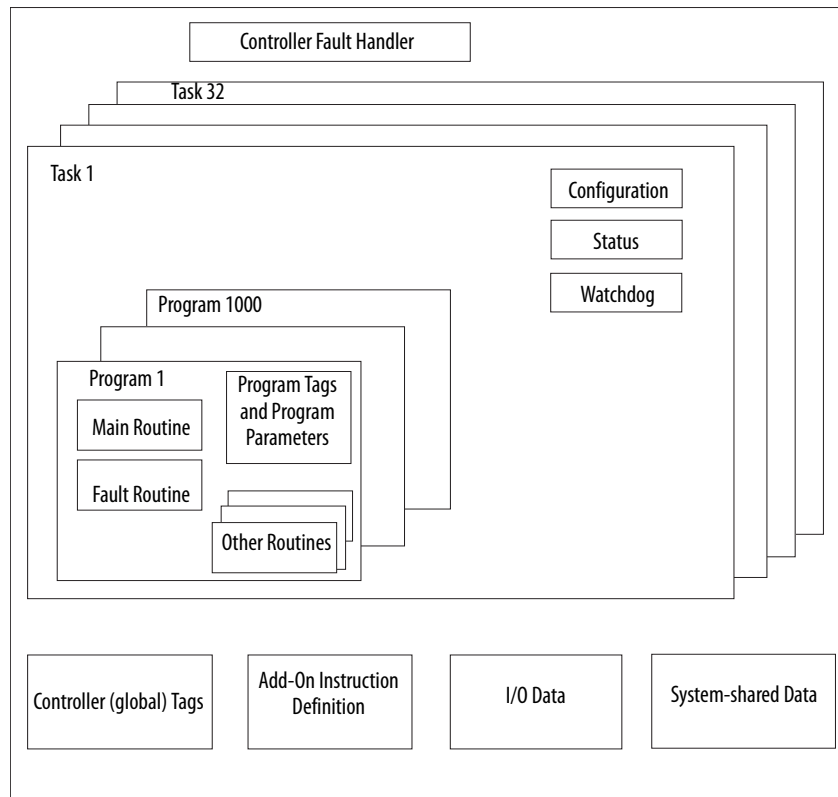 Controller Fault Handler
Task 32
Task 1
Configuration
Status
Watchdog
Program 1000
Program 1
Program Tags
and Program
Parameters
Main Routine
Fault Routine
Other Routines
Controller (global) Tags
Add-On Instruction
Definition
I/O Data
System-shared Data